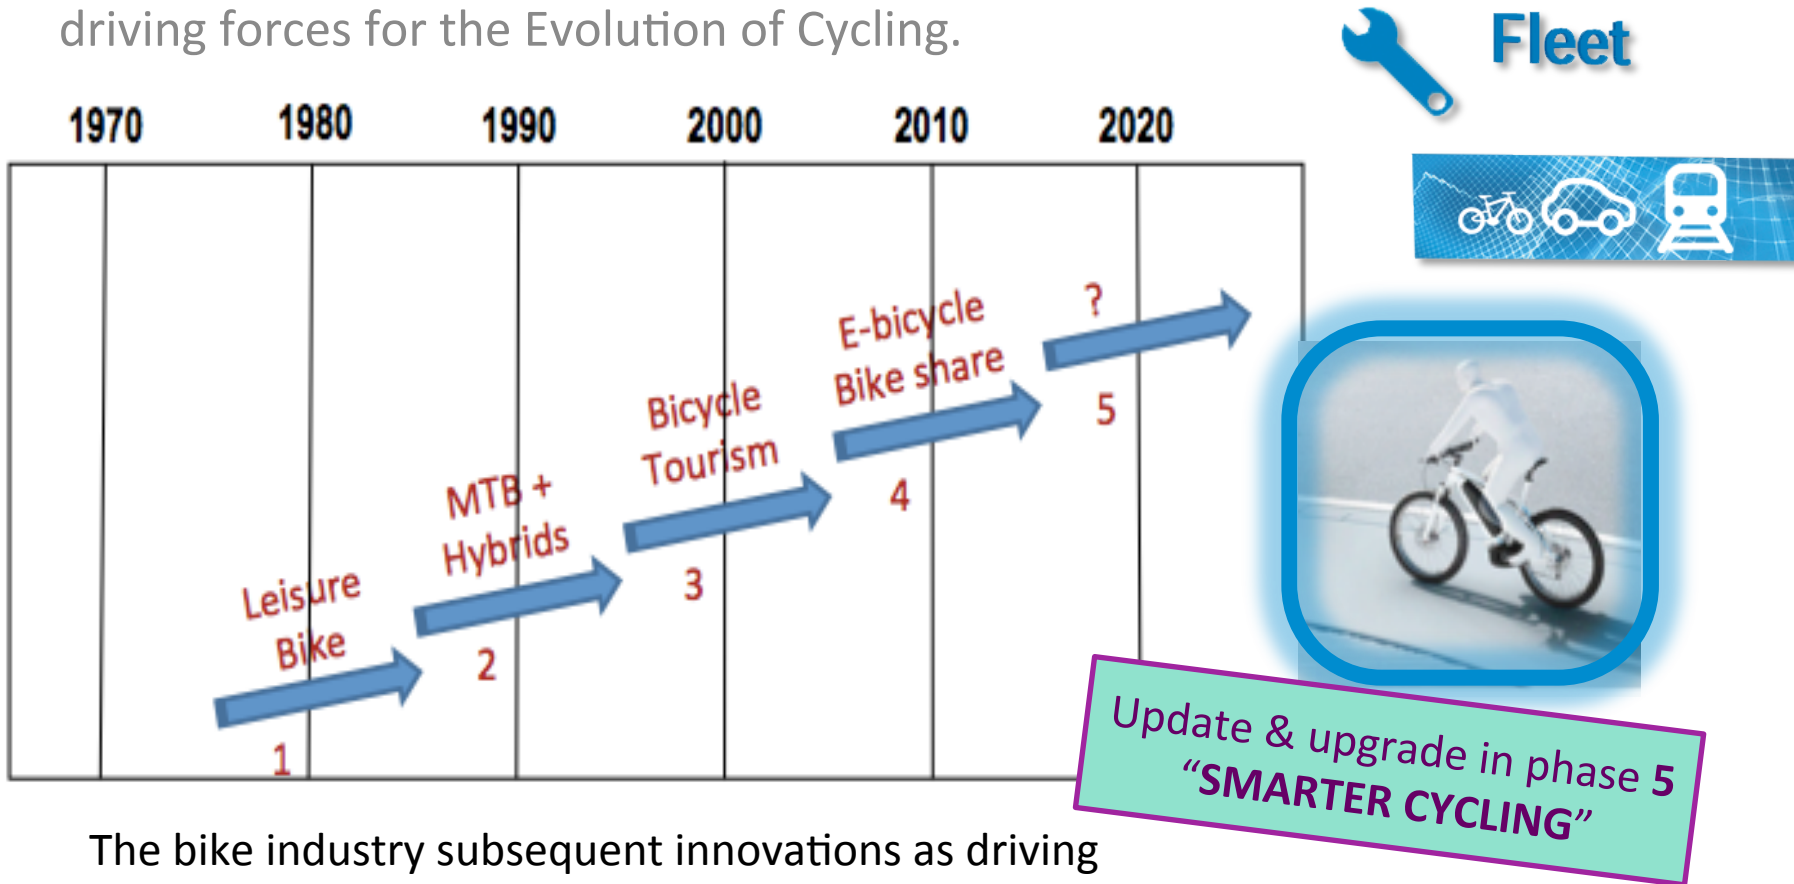 driving forces for the Evolution of Cycling.
Fleet
1970 1980 1990 2000 2010 2020
Leisure
Bike
1
MTB +
Hybrids
2
Bicycle
Tourism
3
E-bicycle
Bike share
4
?
5
Update & upgrade in phase 5
“SMARTER CYCLING”
The bike industry subsequent innovations as driving